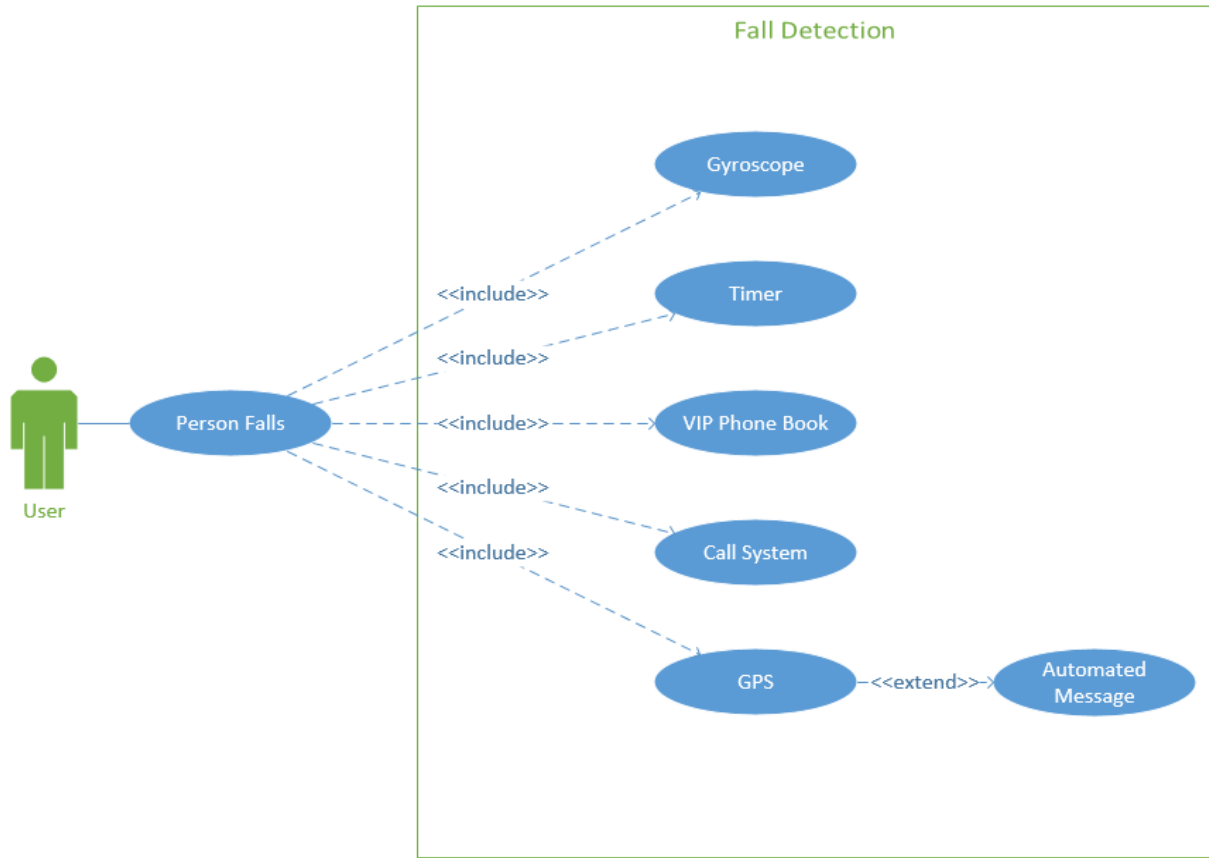 Fall Detection
Gyroscope
<<include>>
Timer
<<include>>
Person Falls
<<include>>
VIP Phone Book
User
<<include>>
Call System
<<include>>
GPS
<<extend>>
Automated
Message